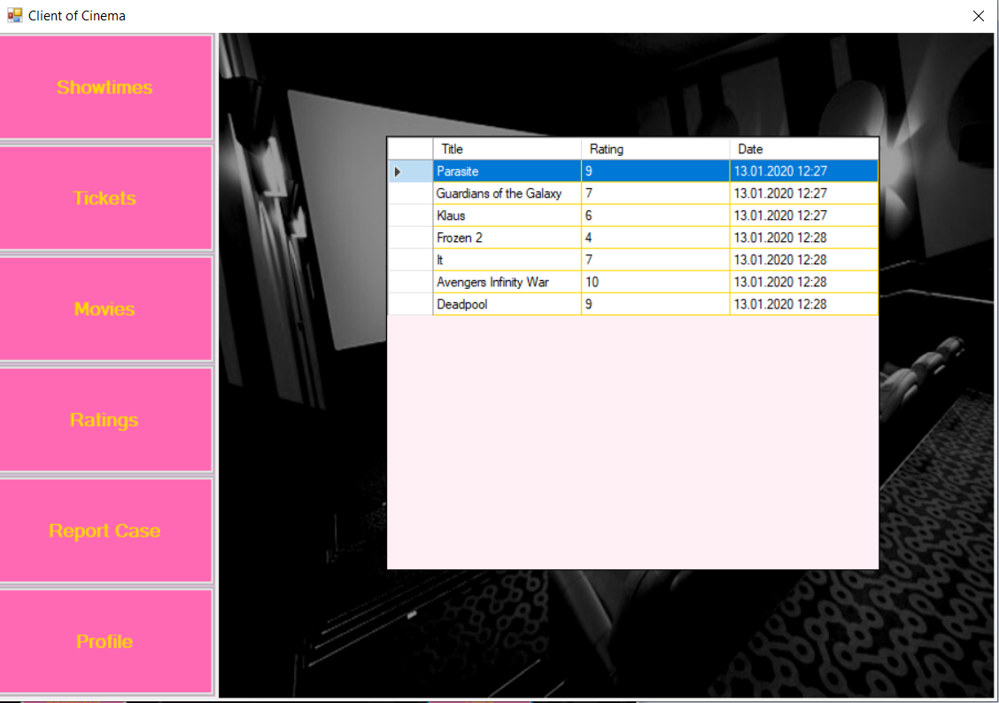 Client of Cinema
Showtimes
Tickets
Movies
Ratings
Report Case
Profile
Title Rating Date
Parasite 9 13.01.2020 12:27
Guardians of the Galaxy 7 13.01.2020 12:27
Klaus 6 13.01.2020 12:27
Frozen 2 4 13.01.2020 12:28
It 7 13.01.2020 12:28
Avengers Infinity War 10 13.01.2020 12:28
Deadpool 9 13.01.2020 12:28